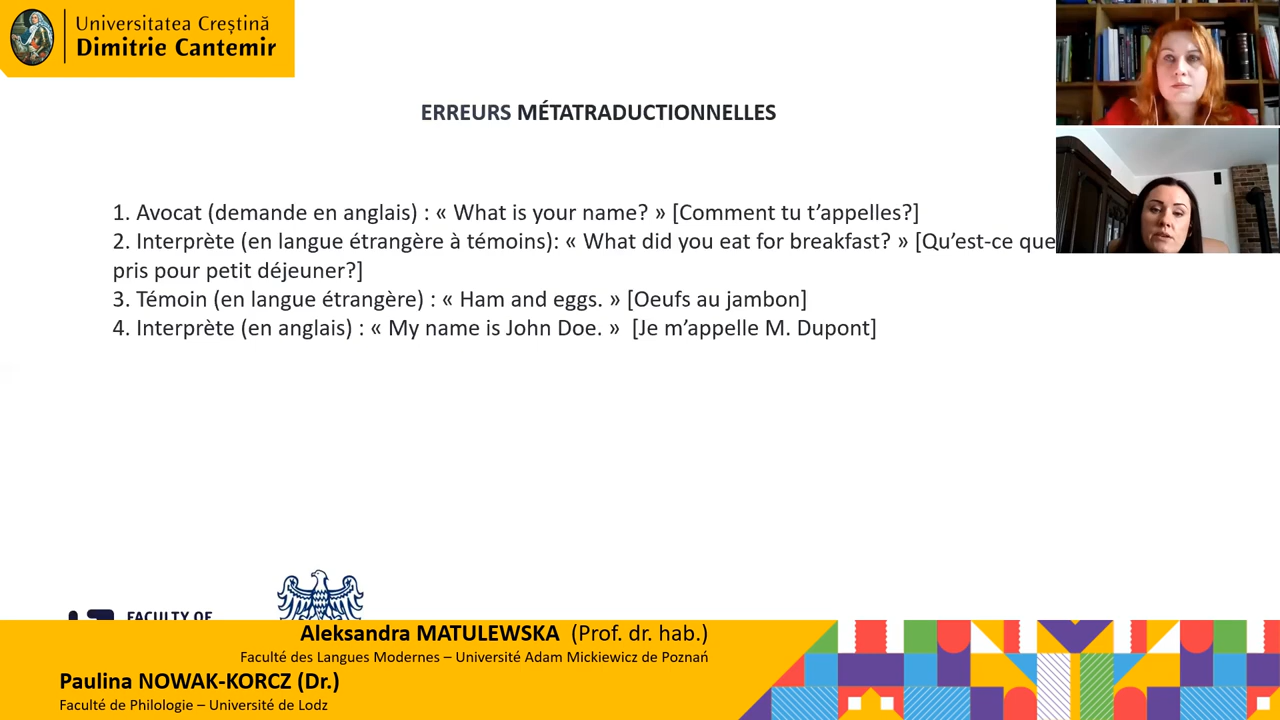 Universitatea Creștină
Dimitrie Cantemir
ERREURS MÉTATRADUCTIONNELLES
1. Avocat (demande en anglais) : « What is your name? » [Comment tu t’appelles?]
2. Interprète (en langue étrangère à témoins): « What did you eat for breakfast? » [Qu’est-ce que
pris pour petit déjeuner?]
3. Témoin (en langue étrangère) : « Ham and eggs. » [Oeufs au jambon]
4. Interprète (en anglais) : « My name is John Doe. » [Je m’appelle M. Dupont]
FACULTY OF
Aleksandra MATULEWSKA (Prof. dr. hab.)
Faculté des Langues Modernes – Université Adam Mickiewicz de Poznań
Paulina NOWAK-KORCZ (Dr.)
Faculté de Philologie – Université de Lodz